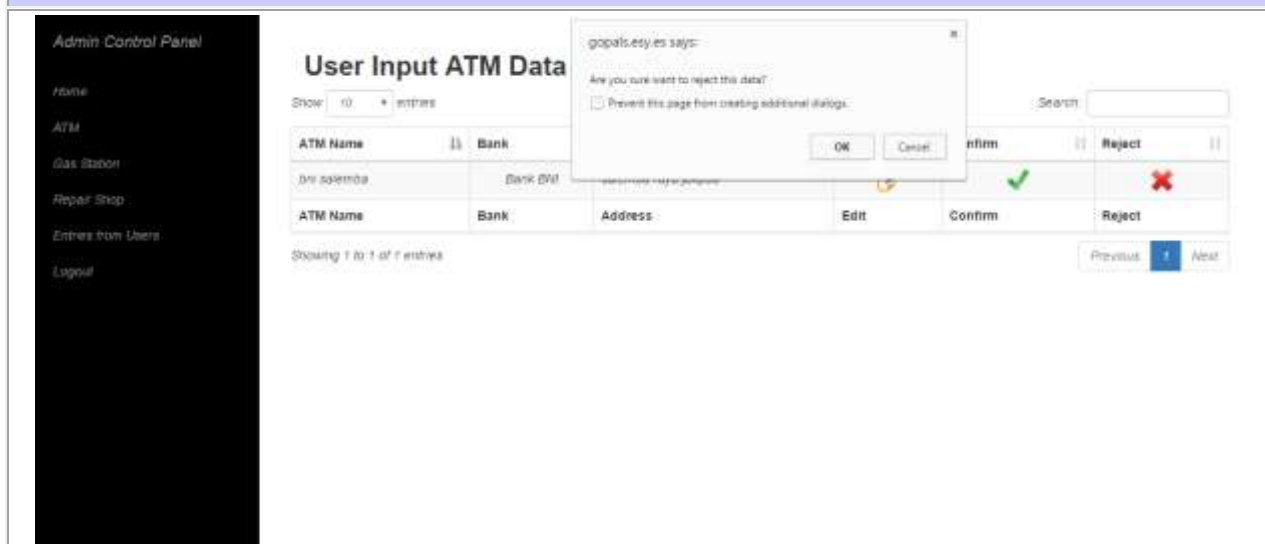 Admin Control Panel
Home
ATM
Gas Station
Repair Shop
Entries from Users
Logout
User Input ATM Data
Show 10 entries
Search:
gopals.esy.es says:
Are you sure want to reject this data?
Prevent this page from creating additional dialogs.
OK Cancel
ATM Name Bank nfirm Reject
bni salemba Bank BNI
ATM Name Bank Address Edit Confirm Reject
Showing 1 to 1 of 1 entries
Previous 1 Next